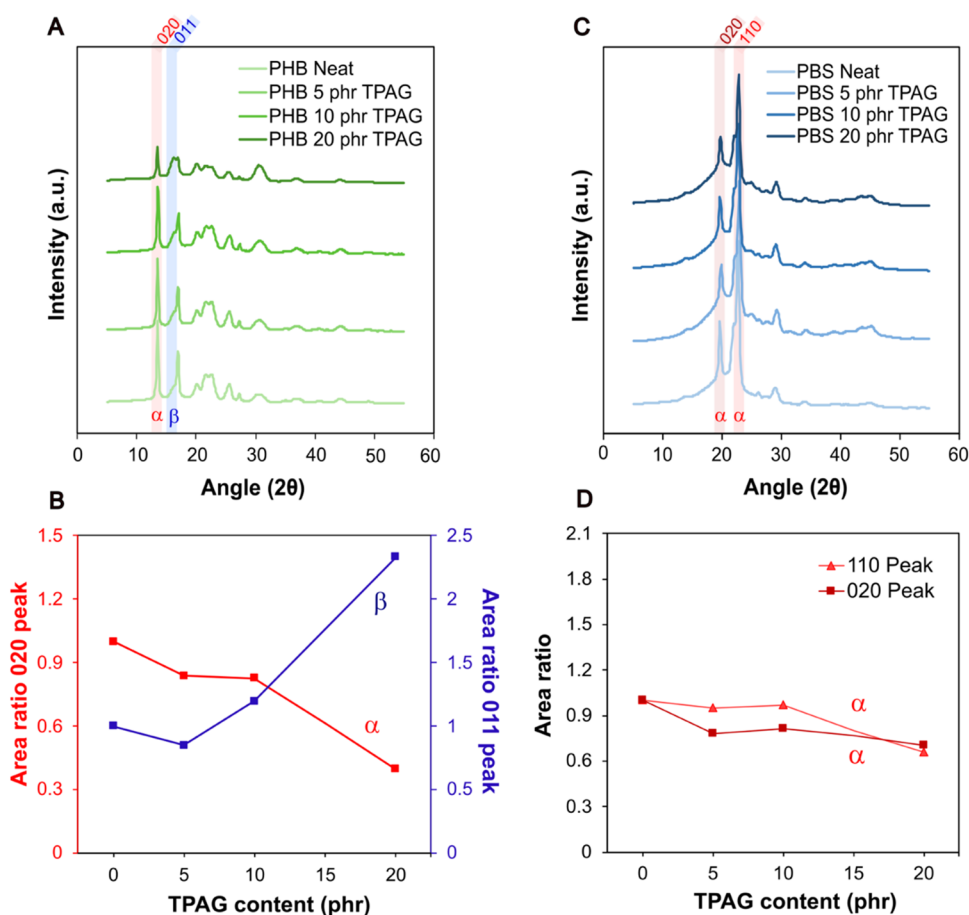 A
020
011
PHB Neat
PHB 5 phr TPAG
PHB 10 phr TPAG
PHB 20 phr TPAG
Intensity (a.u.)
α
β
0
10
20
30
40
50
60
Angle (2θ)
C
020
110
PBS Neat
PBS 5 phr TPAG
PBS 10 phr TPAG
PBS 20 phr TPAG
Intensity (a.u.)
α
α
0
10
20
30
40
50
60
Angle (2θ)
B
Area ratio 020 peak
1.5
1.2
0.9
0.6
0.3
0
β
α
2.5
2
1.5
1
0.5
0
Area ratio 011 peak
0
5
10
15
20
TPAG content (phr)
D
Area ratio
2.1
1.8
1.5
1.2
0.9
0.6
0.3
0
110 Peak
020 Peak
α
α
0
5
10
15
20
TPAG content (phr)